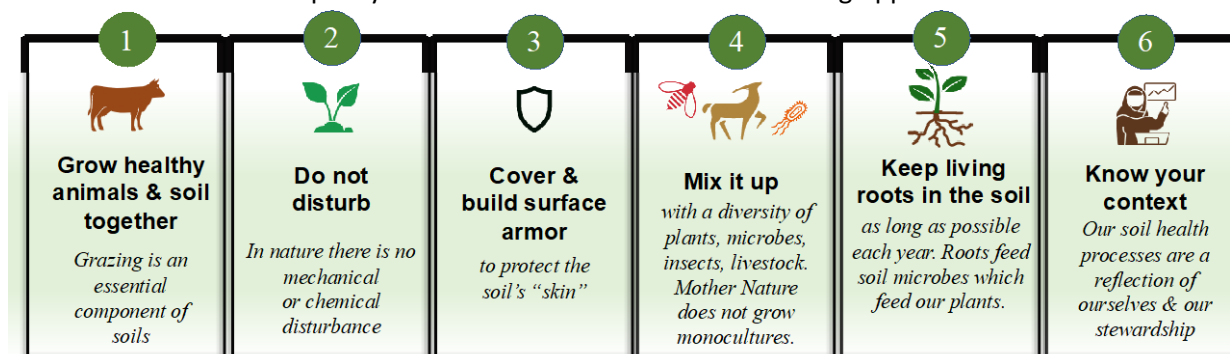 1
Grow healthy
animals & soil
together
Grazing is an
essential
component of
soils
2
Do not
disturb
In nature there is no
mechanical
or chemical
disturbance
3
Cover &
build surface
armor
to protect the
soil's “skin”
4
Mix it up
with a diversity of
plants, microbes,
insects, livestock.
Mother Nature
does not grow
monocultures.
5
Keep living
roots in the soil
as long as possible
each year. Roots feed
soil microbes which
feed our plants.
6
Know your
context
Our soil health
processes are a
reflection of
ourselves & our
stewardship